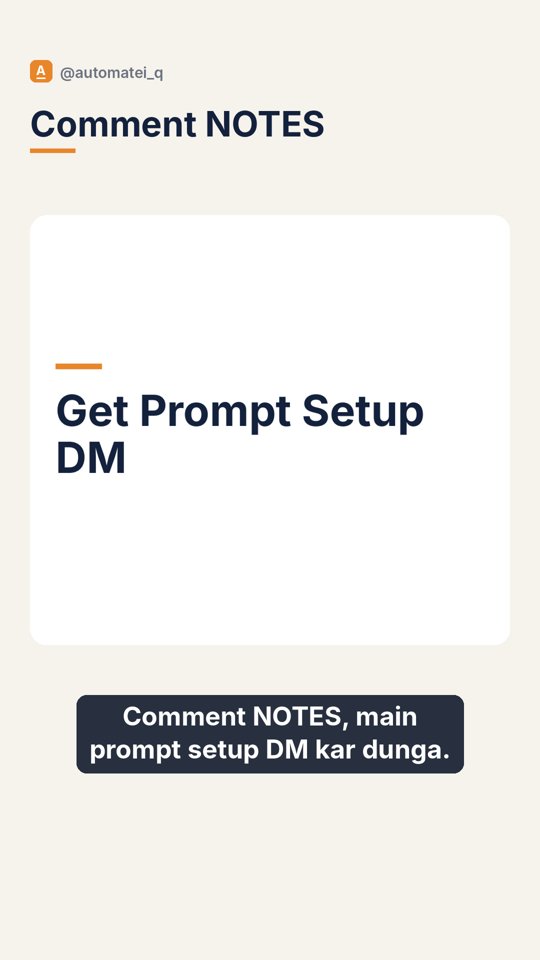 A
@automatei_q
Comment NOTES
Get Prompt Setup
DM
Comment NOTES, main
prompt setup DM kar dunga.